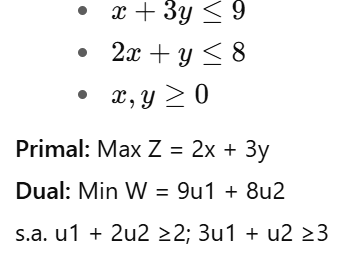 • x + 3y ≤ 9
• 2x + y ≤ 8
• x, y ≥ 0
Primal: Max Z = 2x + 3y
Dual: Min W = 9u1 + 8u2
s.a. u1 + 2u2 ≥2; 3u1 + u2 ≥3